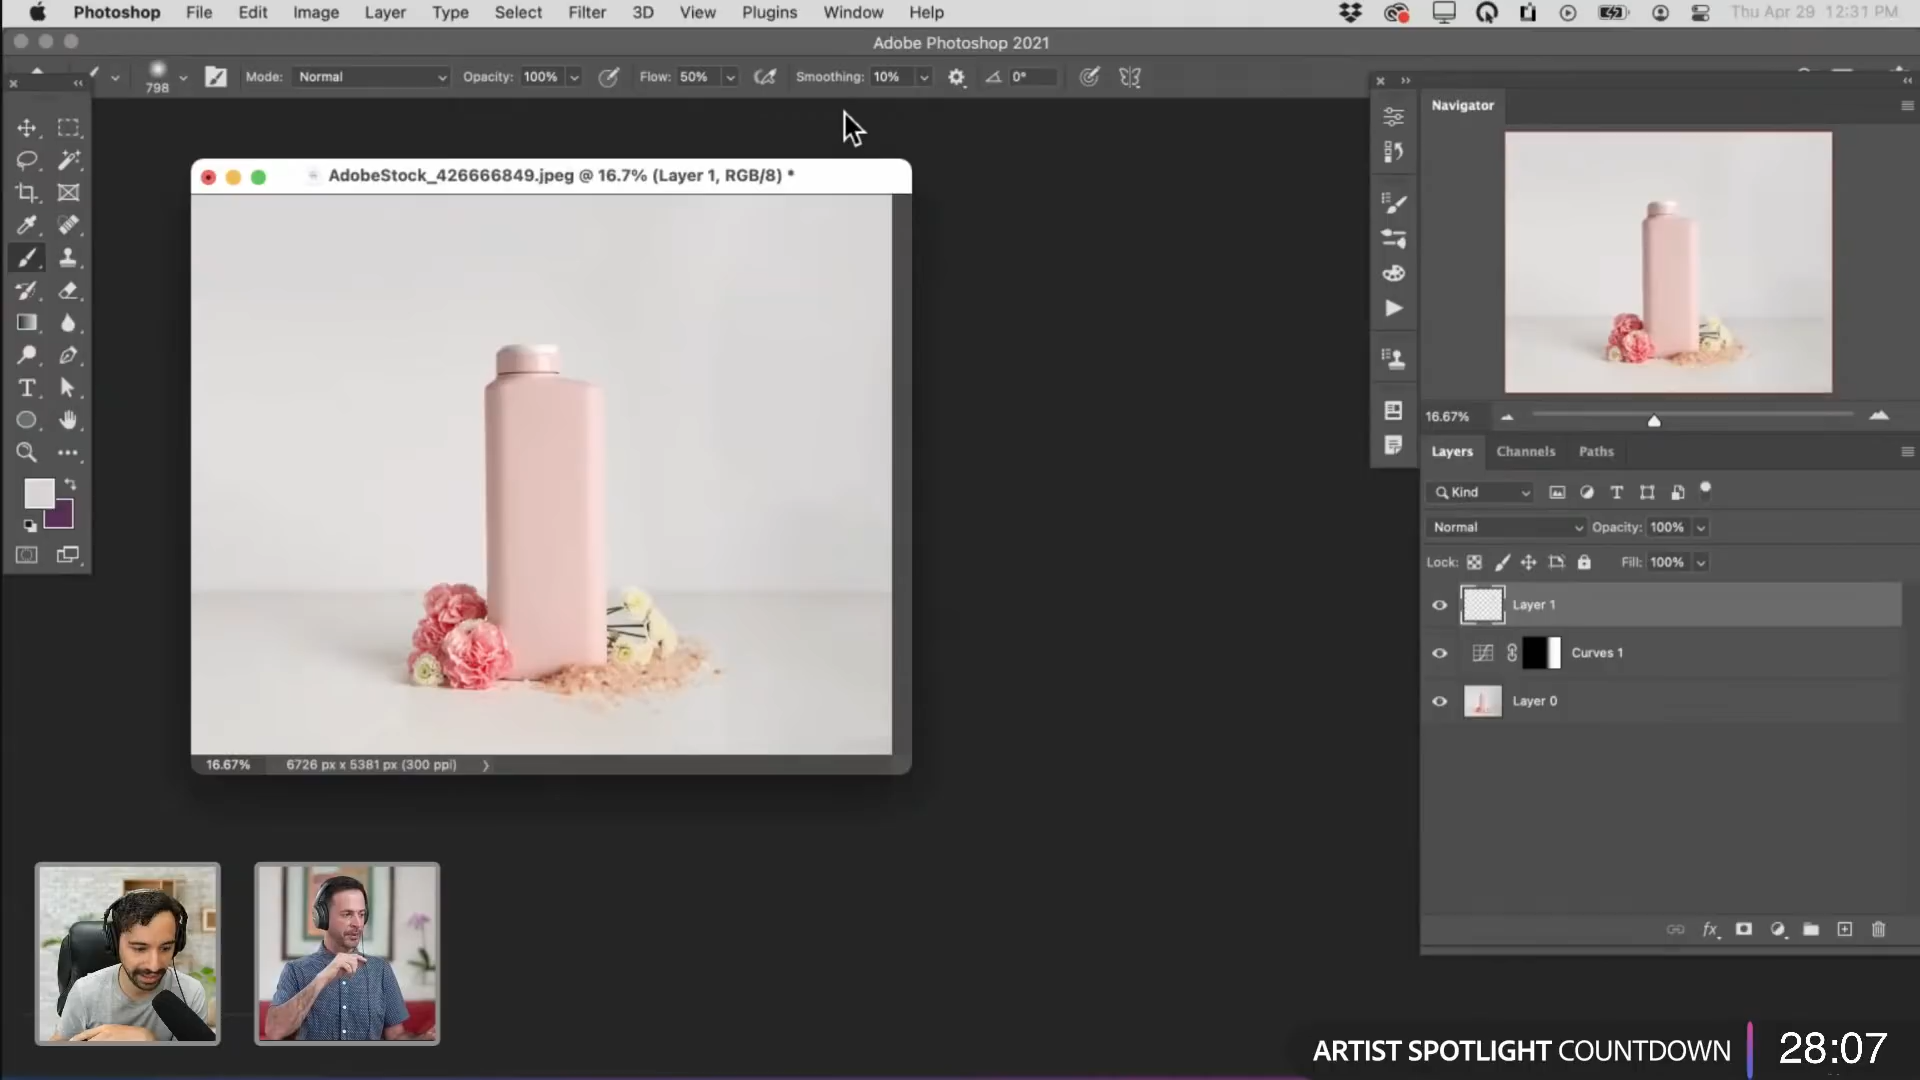 Photoshop File Edit Image Layer Type Select Filter 3D View Plugins Window Help Thu Apr 29 12:31 PM
Adobe Photoshop 2021
798 Mode: Normal Opacity: 100% Flow: 50% Smoothing: 10% 0°
Navigator
AdobeStock_426666849.jpeg @ 16.7% (Layer 1, RGB/8) *
16.67%
Layers Channels Paths
Kind
Normal Opacity: 100%
Lock: Fill: 100%
Layer 1
Curves 1
Layer 0
16.67% 6726 px x 5381 px (300 ppi)
fx
ARTIST SPOTLIGHT COUNTDOWN 28:07